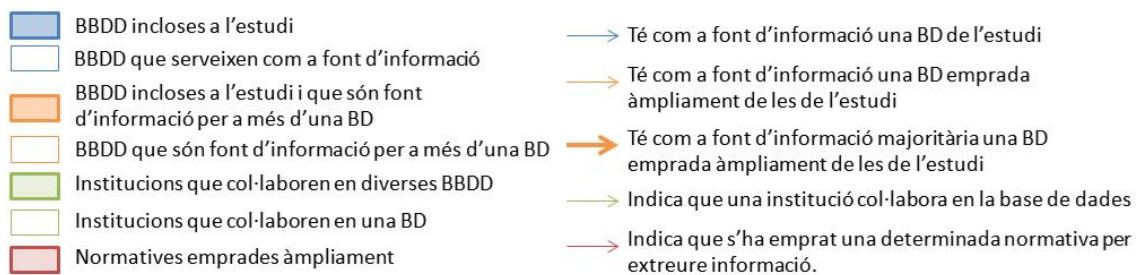 BBDD incloses a l’estudi
BBDD que serveixen com a font d’informació
BBDD incloses a l’estudi i que són font
d’informació per a més d’una BD
BBDD que són font d’informació per a més d’una BD
Institucions que col·laboren en diverses BBDD
Institucions que col·laboren en una BD
Normatives emprades àmpliament
Té com a font d’informació una BD de l’estudi
Té com a font d’informació una BD emprada
àmpliament de les de l’estudi
Té com a font d’informació majoritària una BD
emprada àmpliament de les de l’estudi
Indica que una institució col·labora en la base de dades
Indica que s’ha emprat una determinada normativa per
extreure informació.